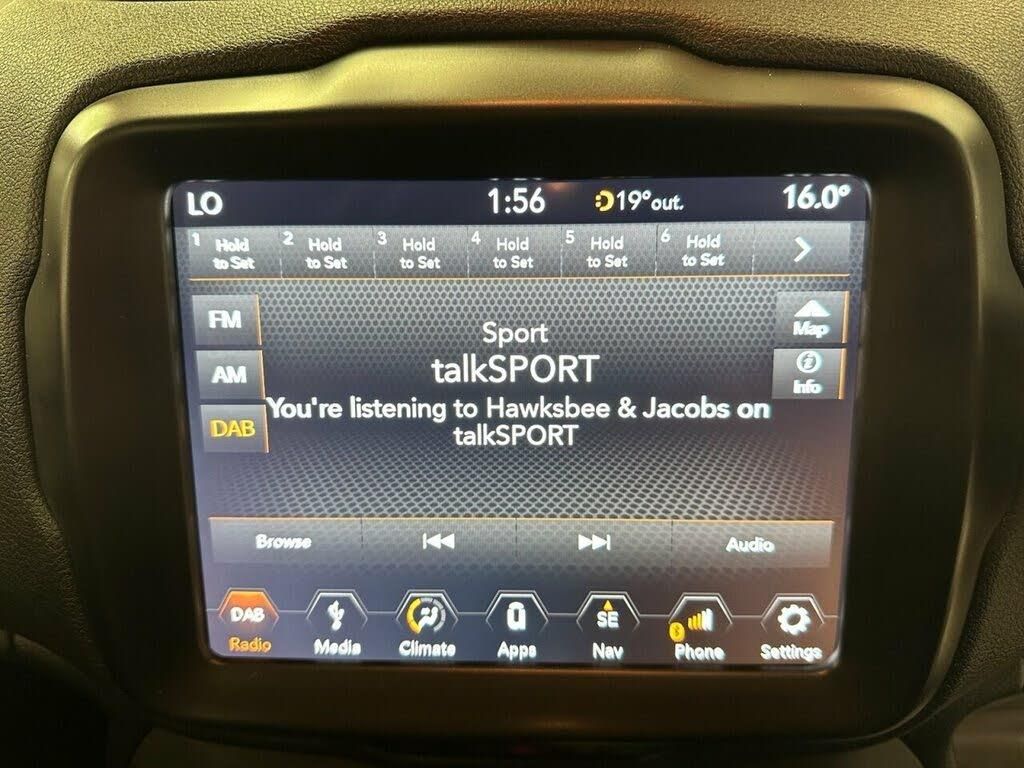 LO 1:56 19° out. 16.0°
1 Hold to Set 2 Hold to Set 3 Hold to Set 4 Hold to Set 5 Hold to Set 6 Hold to Set
FM
Sport
Map
talkSPORT
AM
Info
You're listening to Hawksbee & Jacobs on
DAB
talkSPORT
Browse Audio
DAB SE
Radio Media Climate Apps Nav Phone Settings